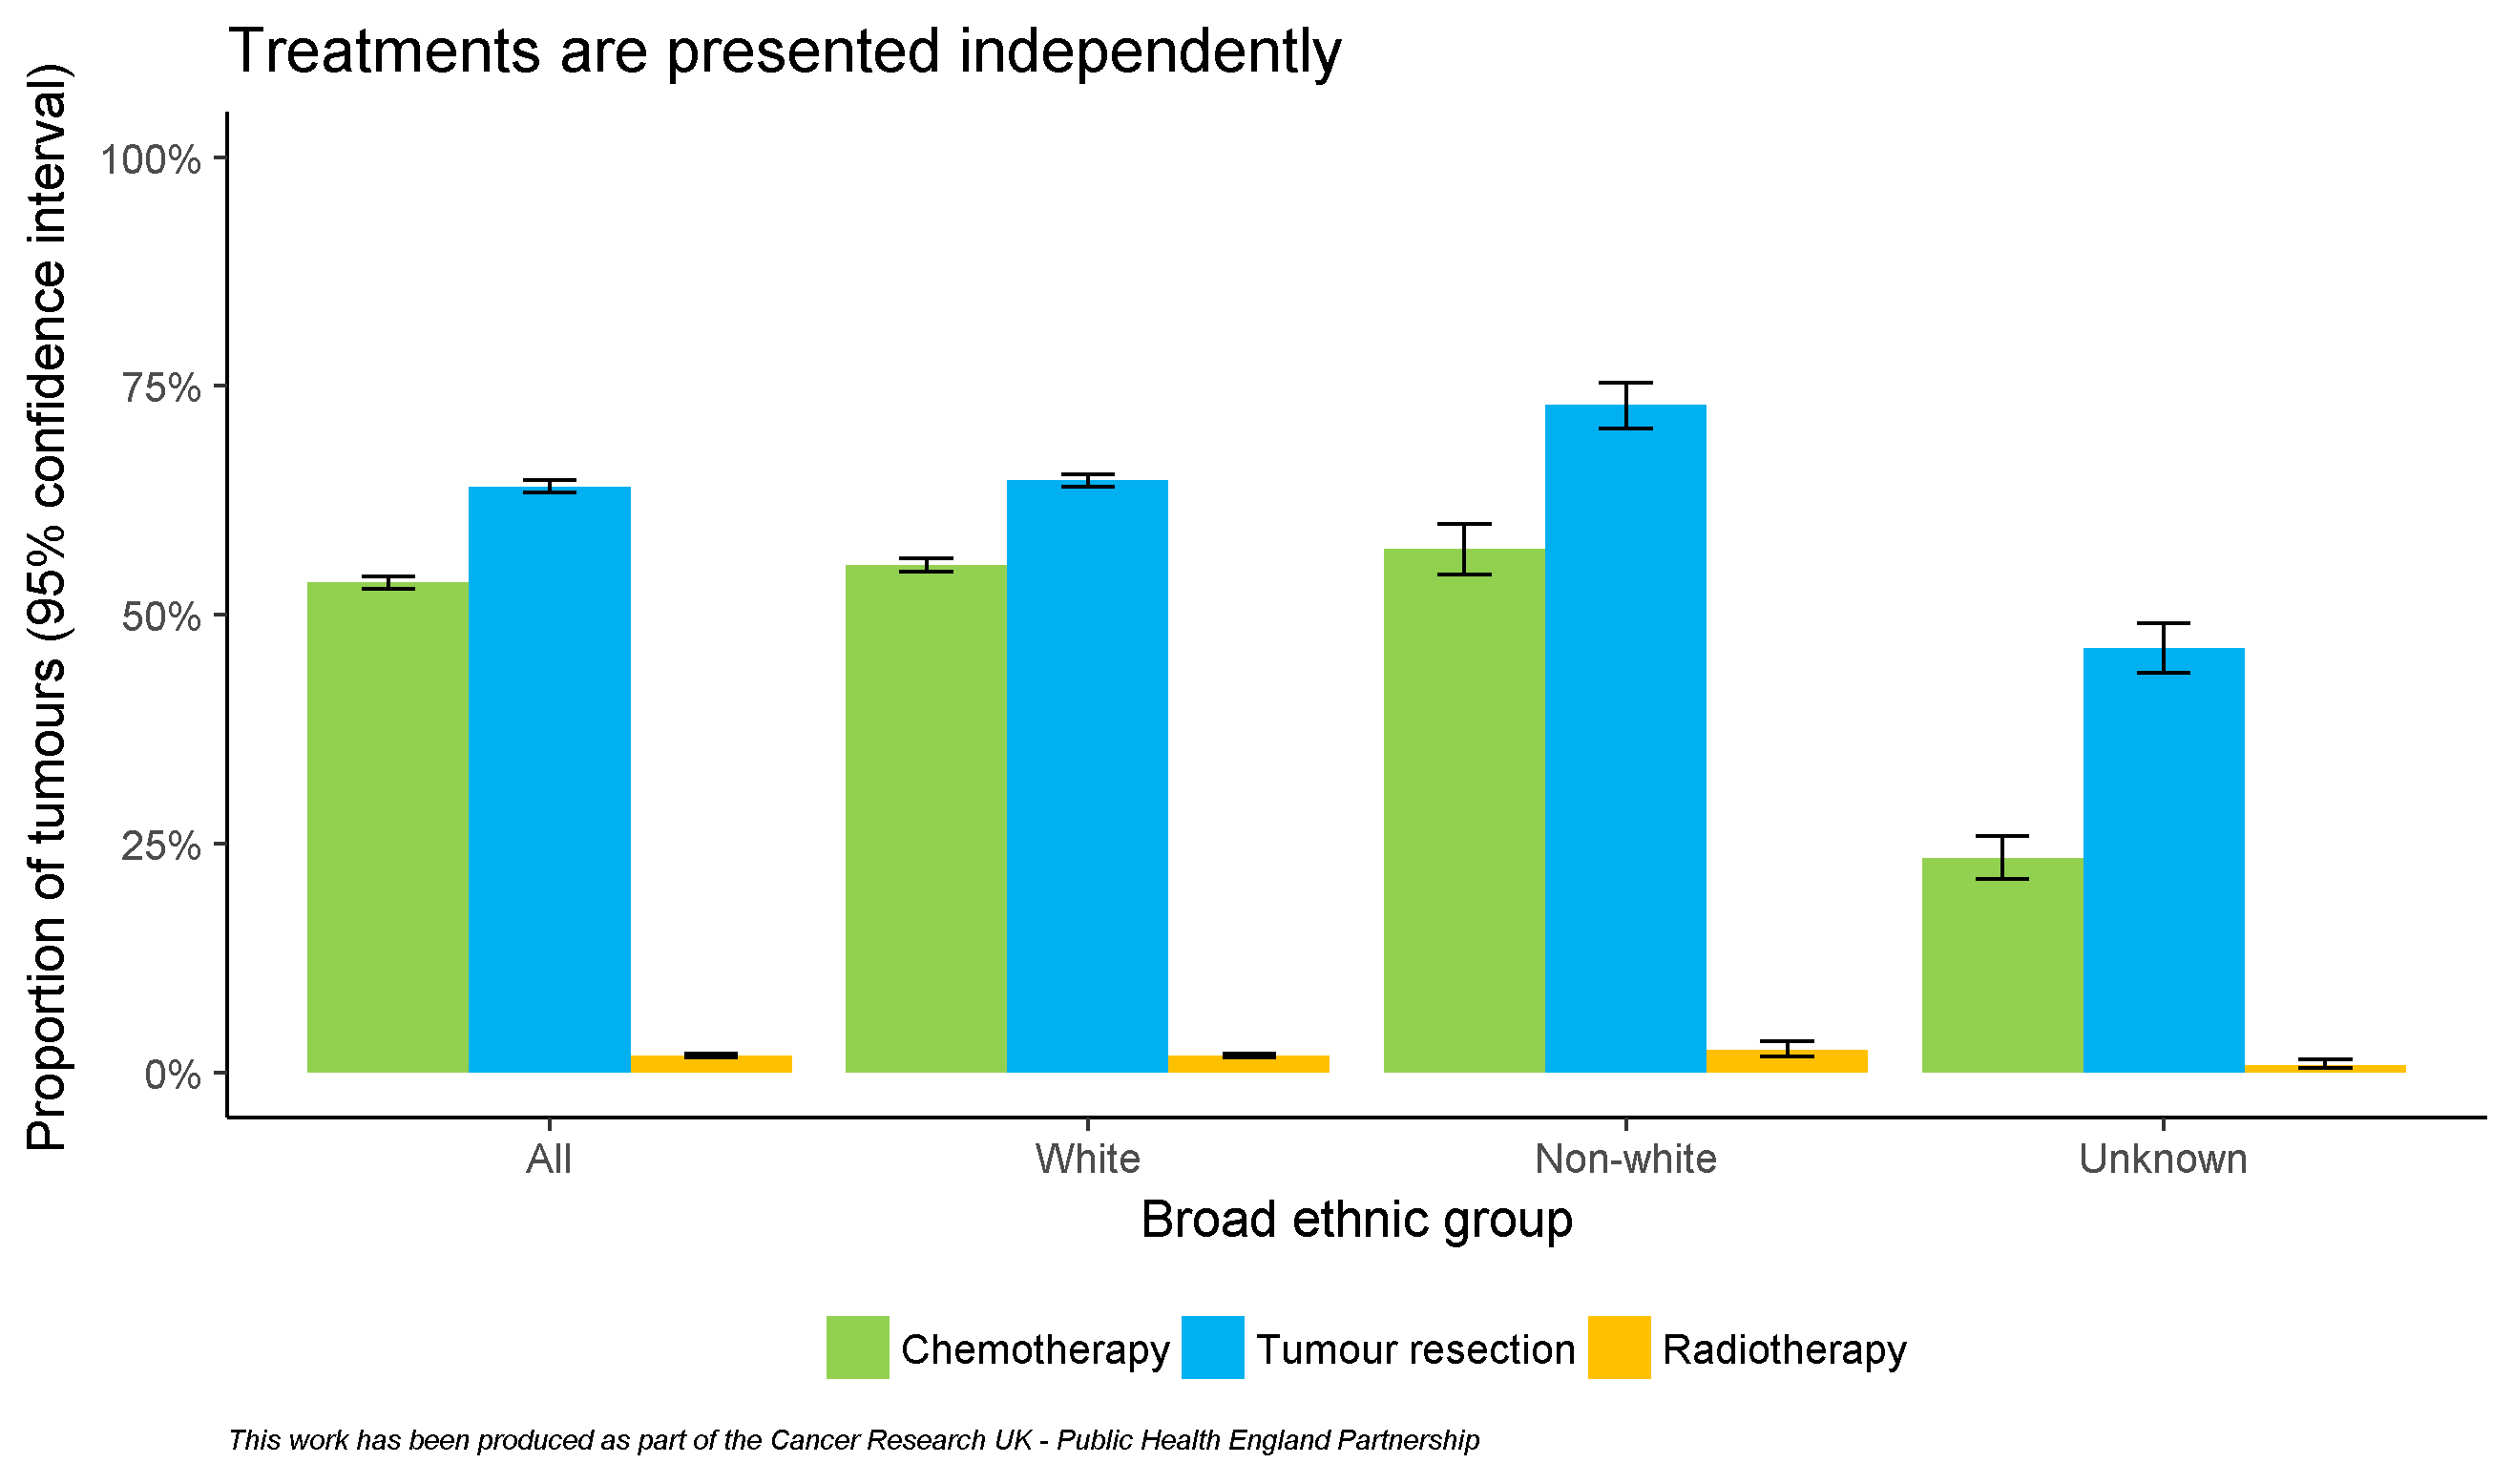 Treatments are presented independently
Proportion of tumours (95% confidence interval)
100%
75%
50%
25%
0%
All
White
Non-white
Unknown
Broad ethnic group
Chemotherapy
Tumour resection
Radiotherapy
This work has been produced as part of the Cancer Research UK - Public Health England Partnership